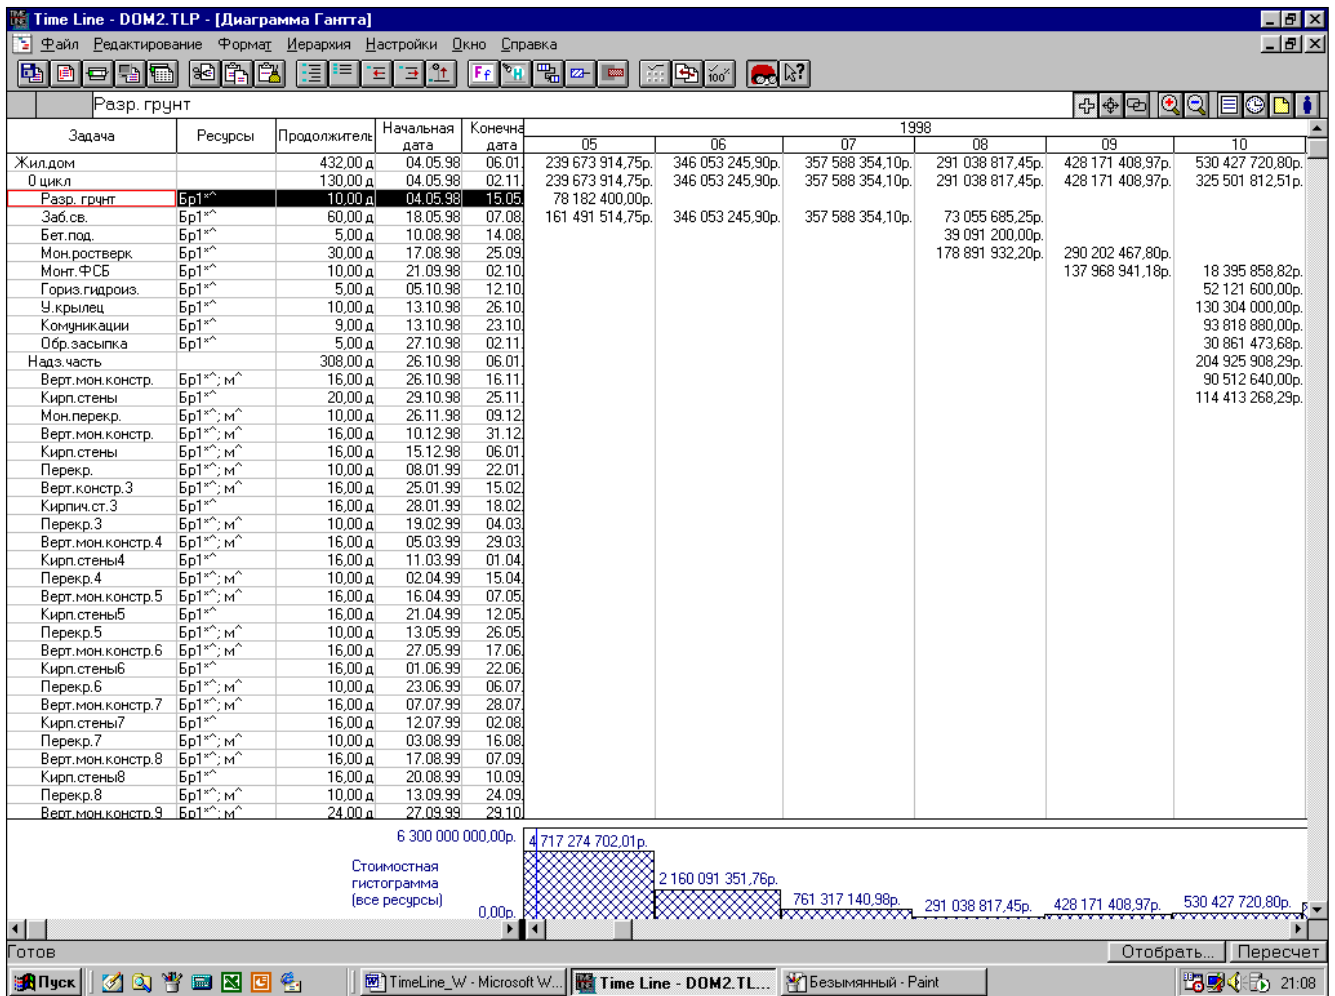 Time Line - DOM2.TLP - [Диаграмма Гантта]
Файл Редактирование Формат Иерархия Настройки Окно Справка
Разр. грунт
Задача Ресурсы Продолжитель Начальная дата Конечна дата 1998
05 06 07 08 09 10
Жил.дом 432,00 д 04.05.98 06.01. 239 673 914,75р. 346 053 245,90р. 357 588 354,10р. 291 038 817,45р. 428 171 408,97р. 530 427 720,80р.
0 цикл 130,00 д 04.05.98 02.11. 239 673 914,75р. 346 053 245,90р. 357 588 354,10р. 291 038 817,45р. 428 171 408,97р. 325 501 812,51р.
Разр. грунт Бр1*^ 10,00 д 04.05.98 15.05. 78 182 400,00р.
Заб.св. Бр1*^ 60,00 д 18.05.98 07.08. 161 491 514,75р. 346 053 245,90р. 357 588 354,10р. 73 055 685,25р.
Бет.под. Бр1*^ 5,00 д 10.08.98 14.08. 39 091 200,00р.
Мон.ростверк Бр1*^ 30,00 д 17.08.98 25.09. 178 891 932,20р. 290 202 467,80р.
Монт.ФСБ Бр1*^ 10,00 д 21.09.98 02.10. 137 968 941,18р. 18 395 858,82р.
Гориз.гидроиз. Бр1*^ 5,00 д 05.10.98 12.10. 52 121 600,00р.
У.крылец Бр1*^ 10,00 д 13.10.98 26.10. 130 304 000,00р.
Комуникации Бр1*^ 9,00 д 13.10.98 23.10. 93 818 880,00р.
Обр.засыпка Бр1*^ 5,00 д 27.10.98 02.11. 30 861 473,68р.
Надз.часть 308,00 д 26.10.98 06.01. 204 925 908,29р.
Верт.мон.констр. Бр1*^; м^ 16,00 д 26.10.98 16.11. 90 512 640,00р.
Кирп.стены Бр1*^ 20,00 д 29.10.98 25.11. 114 413 268,29р.
Мон.перекр. Бр1*^; м^ 10,00 д 26.11.98 09.12.
Верт.мон.констр. Бр1*^; м^ 16,00 д 10.12.98 31.12.
Кирп.стены Бр1*^; м^ 16,00 д 15.12.98 06.01.
Перекр. Бр1*^; м^ 10,00 д 08.01.99 22.01.
Верт.констр.3 Бр1*^; м^ 16,00 д 25.01.99 15.02.
Кирпич.ст.3 Бр1*^ 16,00 д 28.01.99 18.02.
Перекр.3 Бр1*^; м^ 10,00 д 19.02.99 04.03.
Верт.мон.констр.4 Бр1*^; м^ 16,00 д 05.03.99 29.03.
Кирп.стены4 Бр1*^ 16,00 д 11.03.99 01.04.
Перекр.4 Бр1*^; м^ 10,00 д 02.04.99 15.04.
Верт.мон.констр.5 Бр1*^; м^ 16,00 д 16.04.99 07.05.
Кирп.стены5 Бр1*^ 16,00 д 21.04.99 12.05.
Перекр.5 Бр1*^; м^ 10,00 д 13.05.99 26.05.
Верт.мон.констр.6 Бр1*^; м^ 16,00 д 27.05.99 17.06.
Кирп.стены6 Бр1*^ 16,00 д 01.06.99 22.06.
Перекр.6 Бр1*^; м^ 10,00 д 23.06.99 06.07.
Верт.мон.констр.7 Бр1*^; м^ 16,00 д 07.07.99 28.07.
Кирп.стены7 Бр1*^ 16,00 д 12.07.99 02.08.
Перекр.7 Бр1*^; м^ 10,00 д 03.08.99 16.08.
Верт.мон.констр.8 Бр1*^; м^ 16,00 д 17.08.99 07.09.
Кирп.стены8 Бр1*^ 16,00 д 20.08.99 10.09.
Перекр.8 Бр1*^; м^ 10,00 д 13.09.99 24.09.
Верт.мон.констр.9 Бр1*^; м^ 24,00 д 27.09.99 29.10.
6 300 000 000,00р. 4 717 274 702,01р.
Стоимостная
гистограмма
(все ресурсы)
0,00р.
2 160 091 351,76р. 761 317 140,98р. 291 038 817,45р. 428 171 408,97р. 530 427 720,80р.
Готов Отобрать... Пересчет
Пуск TimeLine_W - Microsoft W... Time Line - DOM2.TL... Безымянный - Paint 21:08